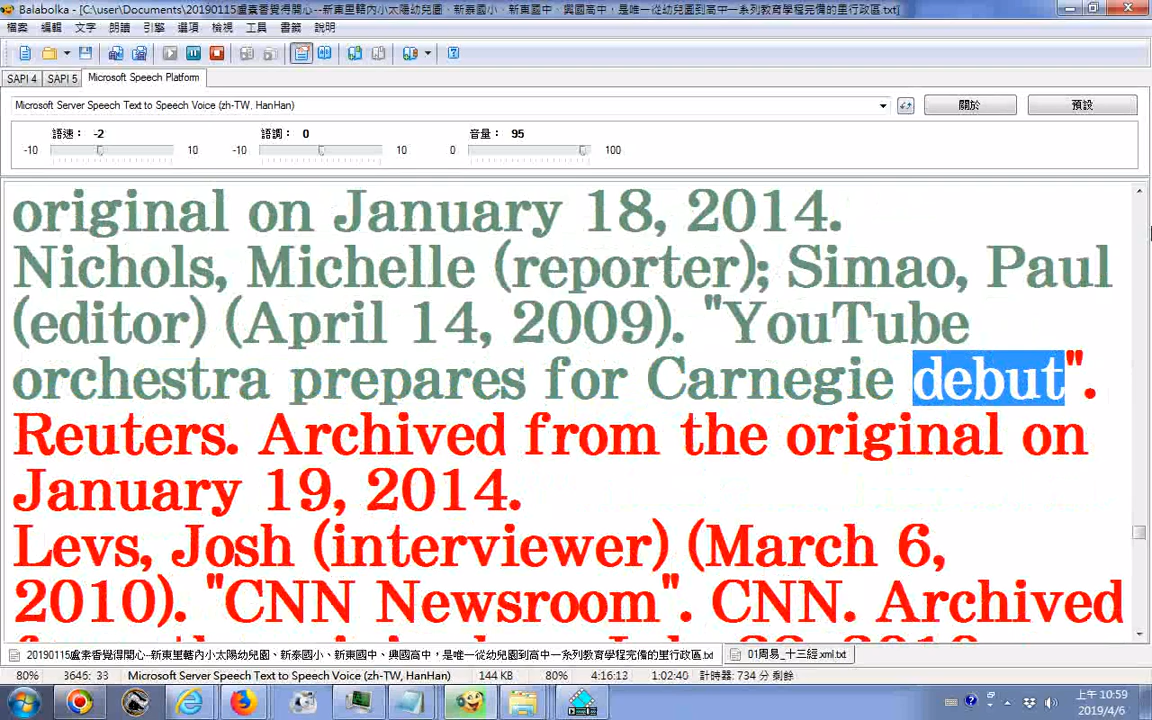 Balabolka - [C:\user\Documents\20190115盧素香覺得開心--新東里轄內小太陽幼兒園、新泰國小、新東國中、興國高中，是唯一從幼兒園到高中一系列教育學程完備的里行政區.txt]
檔案 編輯 文字 朗讀 引擎 選項 檢視 工具 書籤 說明
SAPI 4 SAPI 5 Microsoft Speech Platform
Microsoft Server Speech Text to Speech Voice (zh-TW, HanHan) 關於 預設
語速： -2 語調： 0 音量： 95
-10 10 -10 10 0 100
original on January 18, 2014.
Nichols, Michelle (reporter); Simao, Paul
(editor) (April 14, 2009). "YouTube
orchestra prepares for Carnegie debut".
Reuters. Archived from the original on
January 19, 2014.
Levs, Josh (interviewer) (March 6,
2010). "CNN Newsroom". CNN. Archived
20190115盧素香覺得開心--新東里轄內小太陽幼兒園、新泰國小、新東國中、興國高中，是唯一從幼兒園到高中一系列教育學程完備的里行政區.txt 01周易_十三經.xml.txt
80% 3646: 33 Microsoft Server Speech Text to Speech Voice (zh-TW, HanHan) 144 KB 80% 4:16:13 1:02:40 計時器: 734 分 剩餘
上午 10:59
2019/4/6